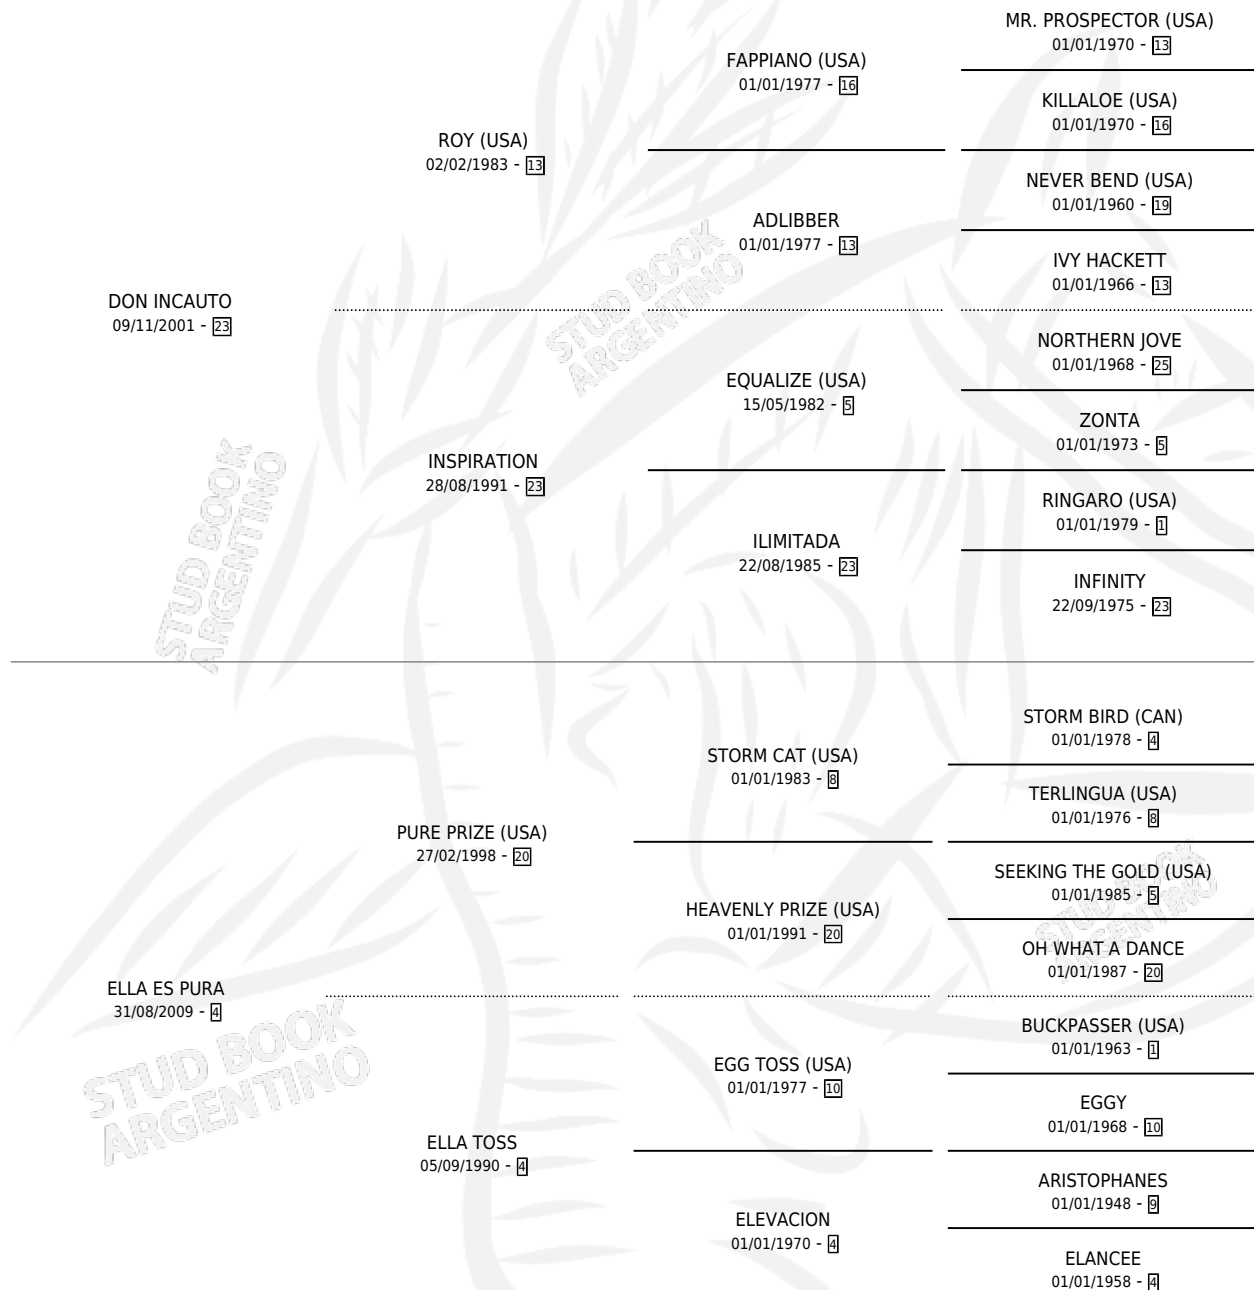 MR. PROSPECTOR (USA)
01/01/1970 - 13
FAPPIANO (USA)
01/01/1977 - 16
KILLALOE (USA)
01/01/1970 - 16
ROY (USA)
02/02/1983 - 13
NEVER BEND (USA)
01/01/1960 - 19
ADLIBBER
01/01/1977 - 13
IVY HACKETT
01/01/1966 - 13
DON INCAUTO
09/11/2001 - 23
NORTHERN JOVE
01/01/1968 - 25
EQUALIZE (USA)
15/05/1982 - 5
ZONTA
01/01/1973 - 5
INSPIRATION
28/08/1991 - 23
RINGARO (USA)
01/01/1979 - 1
ILIMITADA
22/08/1985 - 23
INFINITY
22/09/1975 - 23
STUD BOOK
ARGENTINO
STUD BOOK
ARGENTINO
STORM BIRD (CAN)
01/01/1978 - 4
STORM CAT (USA)
01/01/1983 - 8
TERLINGUA (USA)
01/01/1976 - 8
PURE PRIZE (USA)
27/02/1998 - 20
SEEKING THE GOLD (USA)
01/01/1985 - 5
HEAVENLY PRIZE (USA)
01/01/1991 - 20
OH WHAT A DANCE
01/01/1987 - 20
STUD BOOK
ARGENTINO
ELLA ES PURA
31/08/2009 - 4
BUCKPASSER (USA)
01/01/1963 - 1
EGG TOSS (USA)
01/01/1977 - 10
EGGY
01/01/1968 - 10
ELLA TOSS
05/09/1990 - 4
ARISTOPHANES
01/01/1948 - 9
ELEVACION
01/01/1970 - 4
ELANCEE
01/01/1958 - 4
STUD BOOK
ARGENTINO